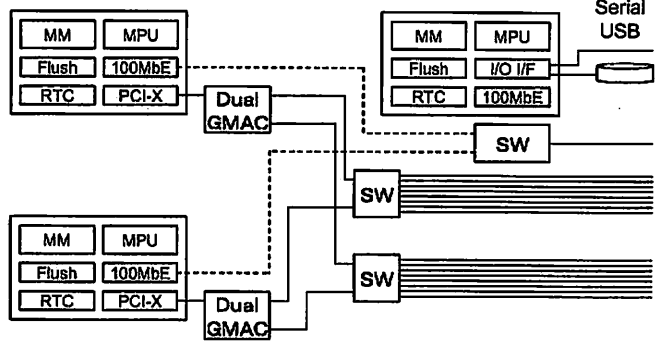 MM MPU
Flush 100MbE
RTC PCI-X
Dual
GMAC
MM MPU
Flush I/O I/F
RTC 100MbE
Serial
USB
SW
SW
MM MPU
Flush 100MbE
RTC PCI-X
Dual
GMAC
SW